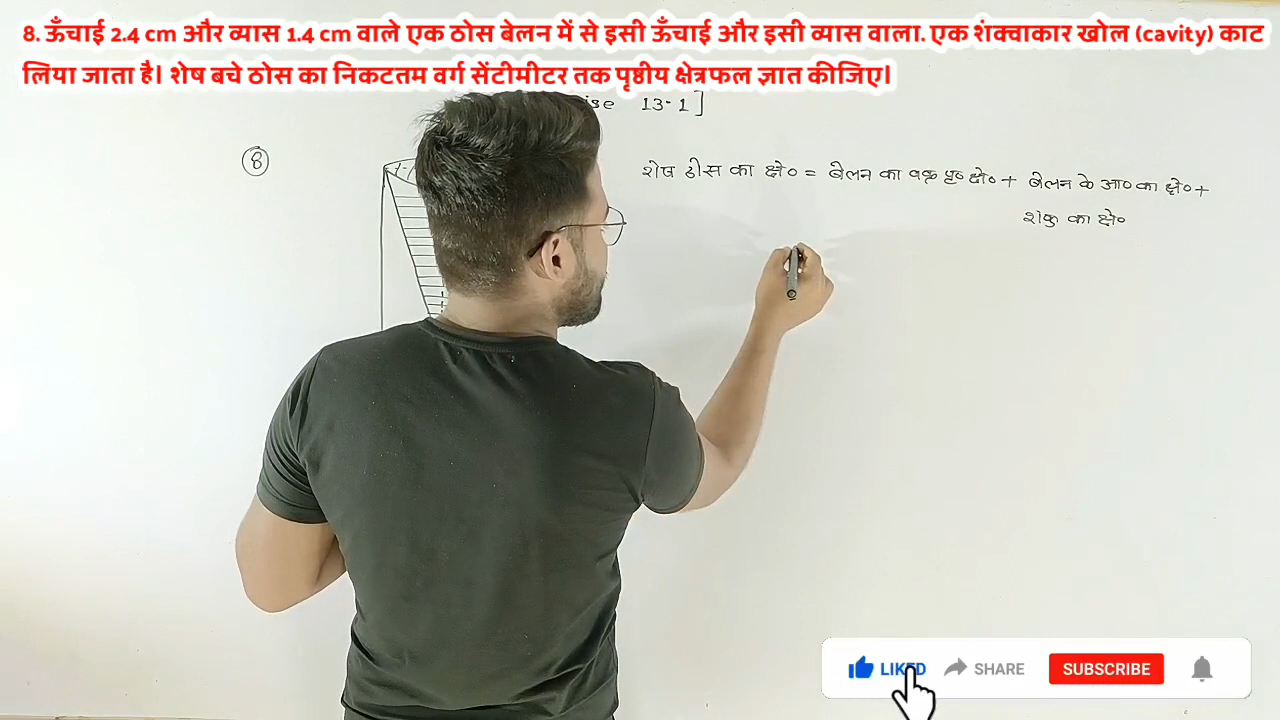 8. ऊँचाई 2.4 cm और व्यास 1.4 cm वाले एक ठोस बेलन में से इसी ऊँचाई और इसी व्यास वाला. एक शंक्वाकार खोल (cavity) काट
लिया जाता है। शेष बचे ठोस का निकटतम वर्ग सेंटीमीटर तक पृष्ठीय क्षेत्रफल ज्ञात कीजिए।
13.1]
8
शेष ठोस का क्षे० = बेलन का वक्र पृ० क्षे० + बेलन के आ० का क्षे० +
शंकु का क्षे०
LIKED SHARE SUBSCRIBE